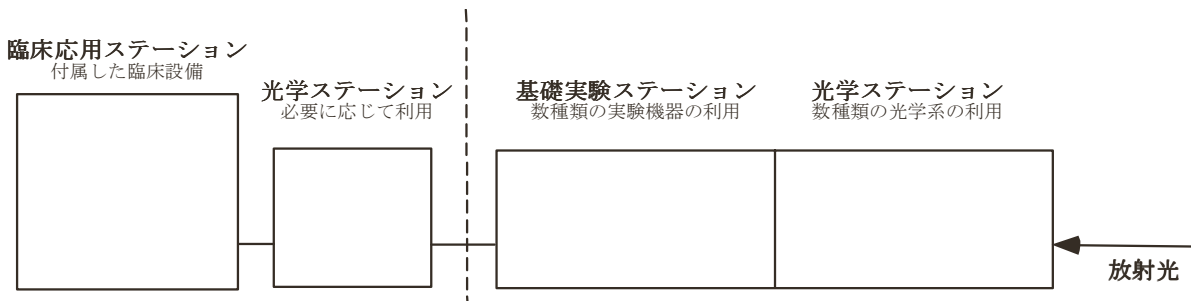 臨床応用ステーション
付属した臨床設備
光学ステーション
必要に応じて利用
基礎実験ステーション
数種類の実験機器の利用
光学ステーション
数種類の光学系の利用
放射光